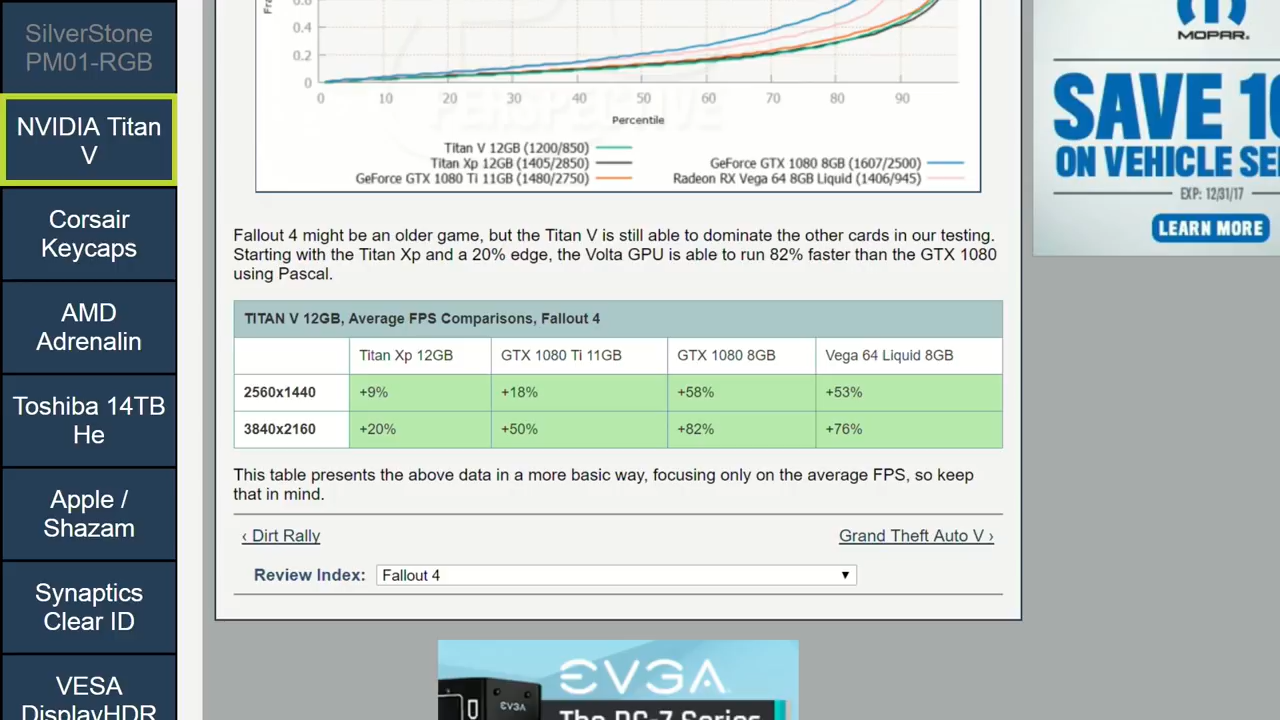 SilverStone
PM01-RGB
NVIDIA Titan
V
Corsair
Keycaps
AMD
Adrenalin
Toshiba 14TB
He
Apple /
Shazam
Synaptics
Clear ID
VESA
DisplayHDR
0.4
0.2
0
0 10 20 30 40 50 60 70 80 90
PERSPECTIVE
Percentile
Titan V 12GB (1200/850)
Titan Xp 12GB (1405/2850)
GeForce GTX 1080 Ti 11GB (1480/2750)
GeForce GTX 1080 8GB (1607/2500)
Radeon RX Vega 64 8GB Liquid (1406/945)
Fallout 4 might be an older game, but the Titan V is still able to dominate the other cards in our testing.
Starting with the Titan Xp and a 20% edge, the Volta GPU is able to run 82% faster than the GTX 1080
using Pascal.
TITAN V 12GB, Average FPS Comparisons, Fallout 4
Titan Xp 12GB GTX 1080 Ti 11GB GTX 1080 8GB Vega 64 Liquid 8GB
2560x1440 +9% +18% +58% +53%
3840x2160 +20% +50% +82% +76%
This table presents the above data in a more basic way, focusing only on the average FPS, so keep
that in mind.
‹ Dirt Rally
Grand Theft Auto V ›
Review Index: Fallout 4
EVGA
EVGA
MOPAR.
SAVE 10
ON VEHICLE SE
EXP: 12/31/17
LEARN MORE